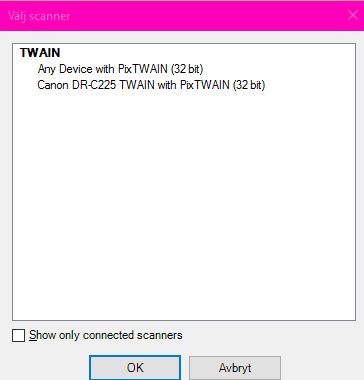 Välj scanner
TWAIN
Any Device with PixTWAIN (32 bit)
Canon DR-C225 TWAIN with PixTWAIN (32 bit)
Show only connected scanners
OK
Avbryt